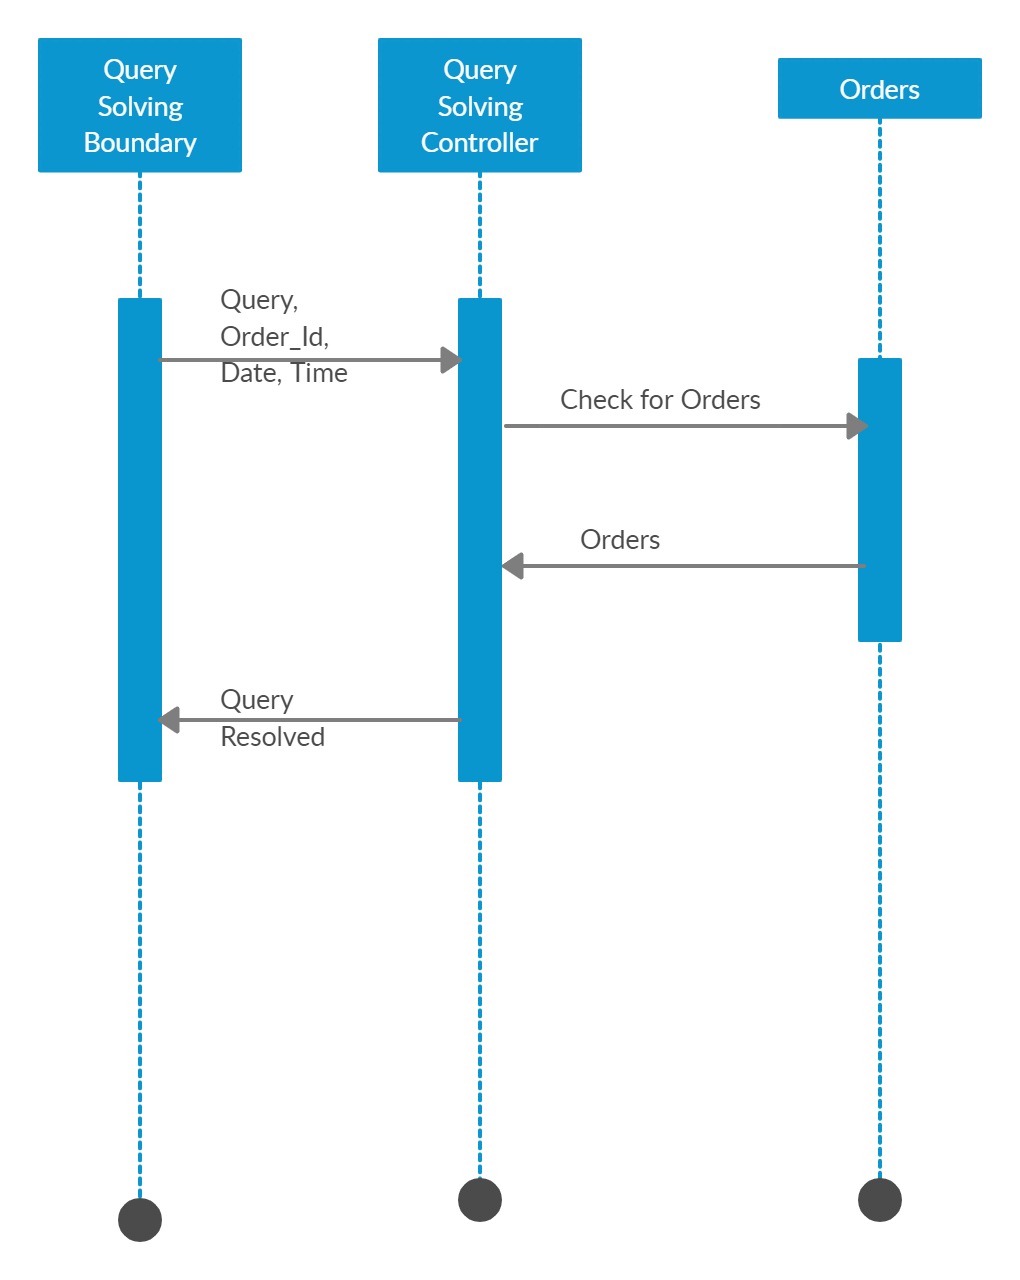 Query
Solving
Boundary
Query
Solving
Controller
Orders
Query,
Order_Id,
Date, Time
Check for Orders
Orders
Query
Resolved